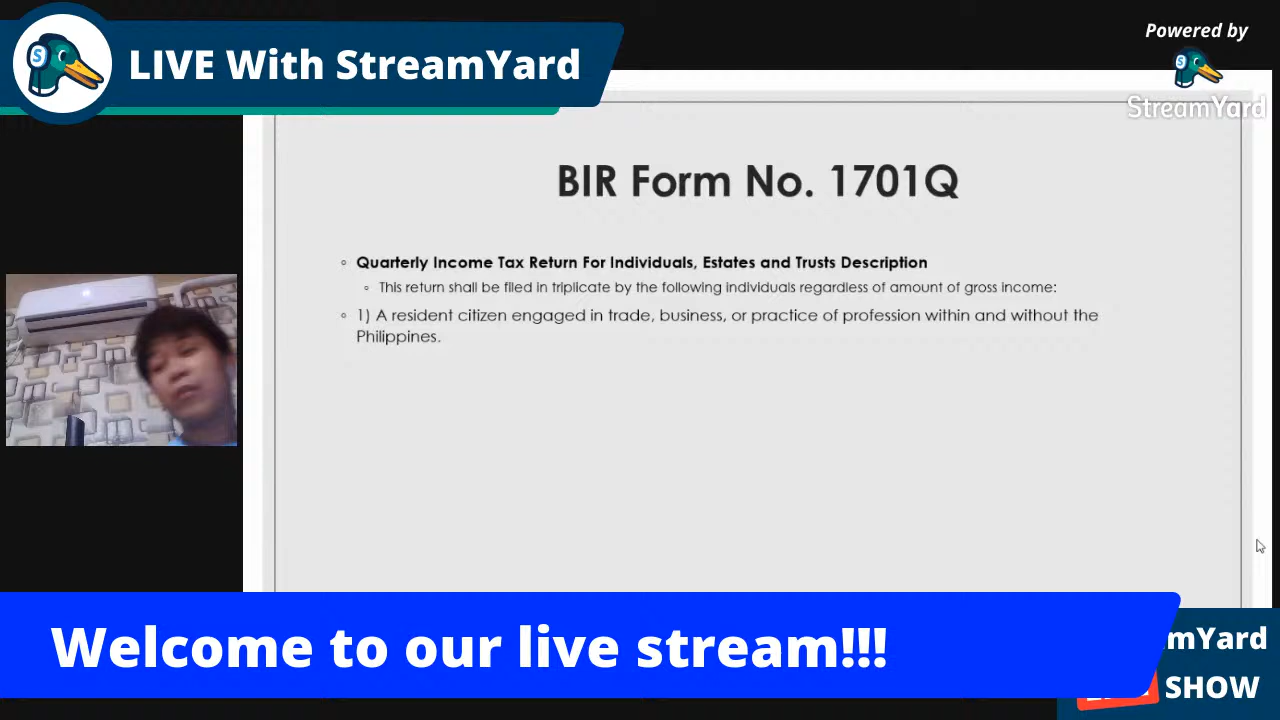 LIVE With StreamYard
Powered by
StreamYard
BIR Form No. 1701Q
Quarterly Income Tax Return For Individuals, Estates and Trusts Description
This return shall be filed in triplicate by the following individuals regardless of amount of gross income:
1) A resident citizen engaged in trade, business, or practice of profession within and without the
Philippines.
Welcome to our live stream!!!
amYard
SHOW